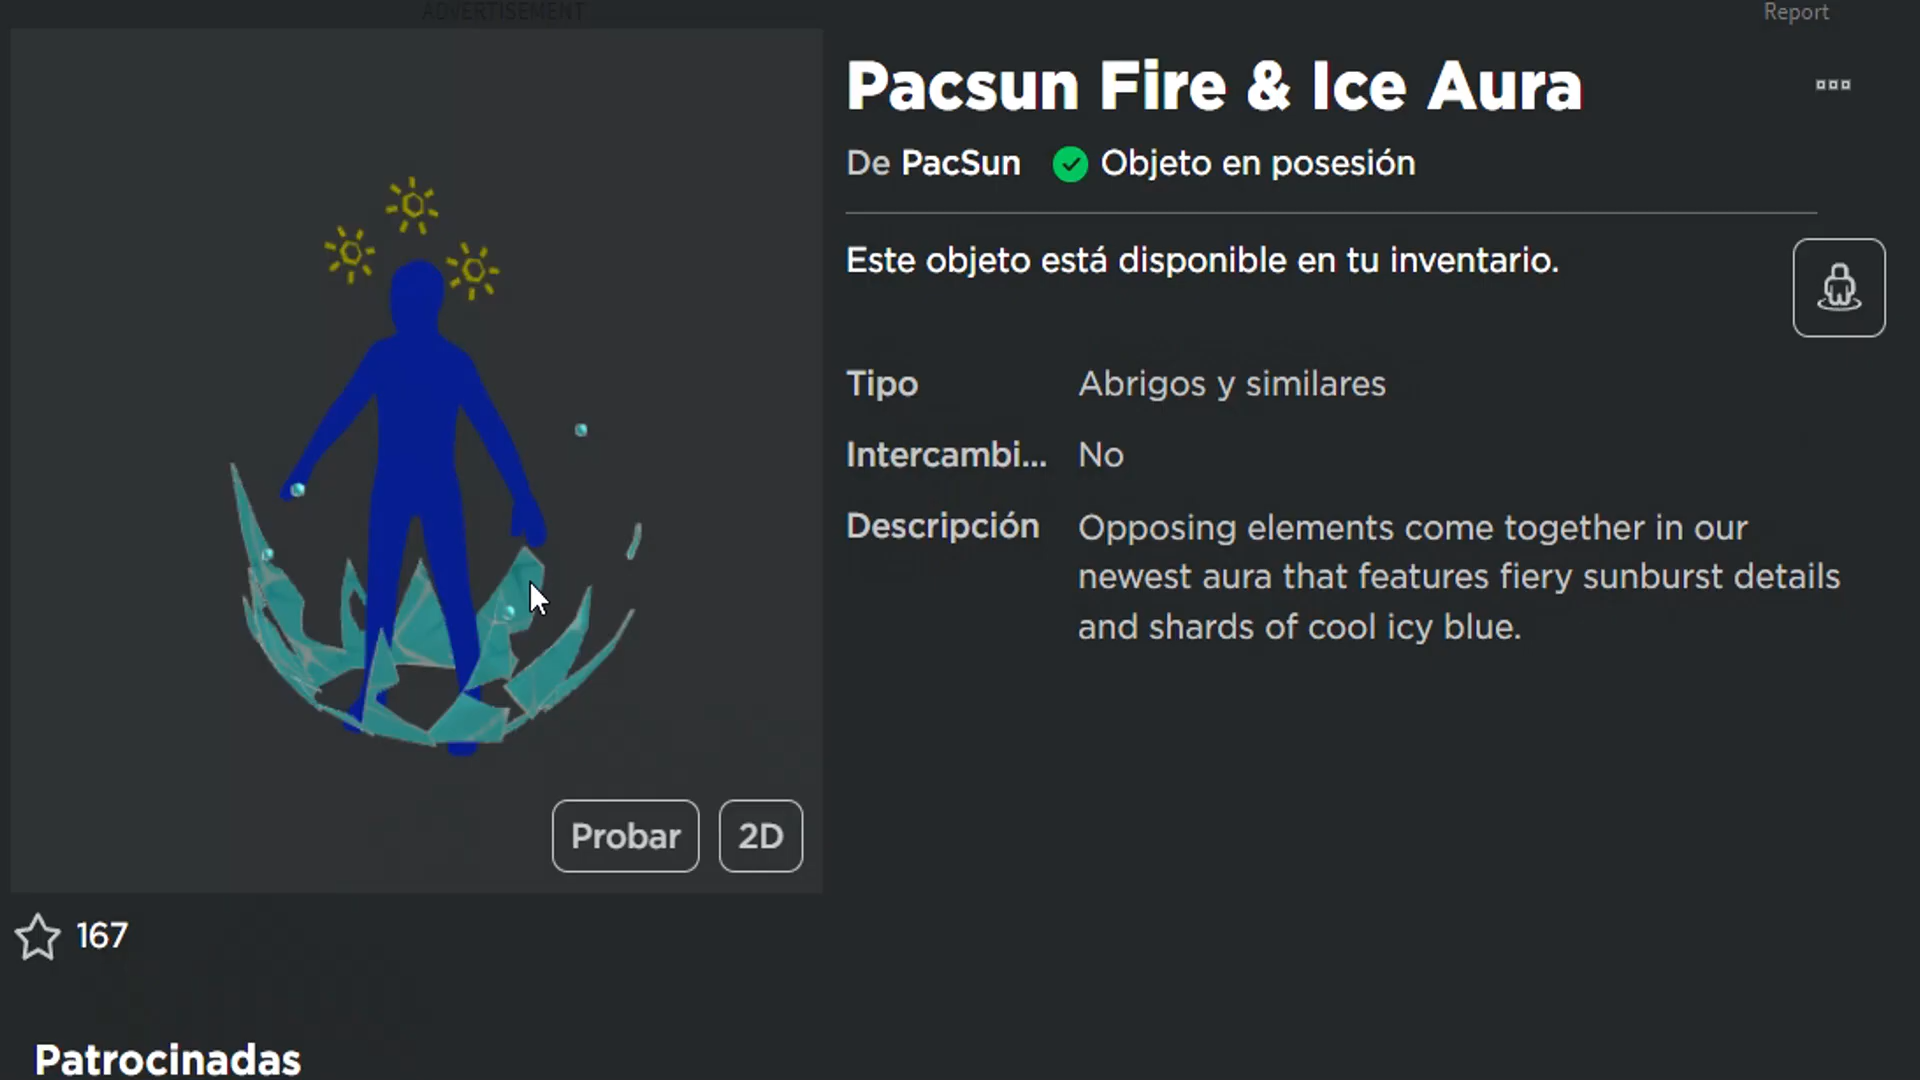 ADVERTISEMENT
Report
Pacsun Fire & Ice Aura
De PacSun Objeto en posesión
Este objeto está disponible en tu inventario.
Tipo Abrigos y similares
Intercambi... No
Descripción Opposing elements come together in our
newest aura that features fiery sunburst details
and shards of cool icy blue.
Probar 2D
167
Patrocinadas